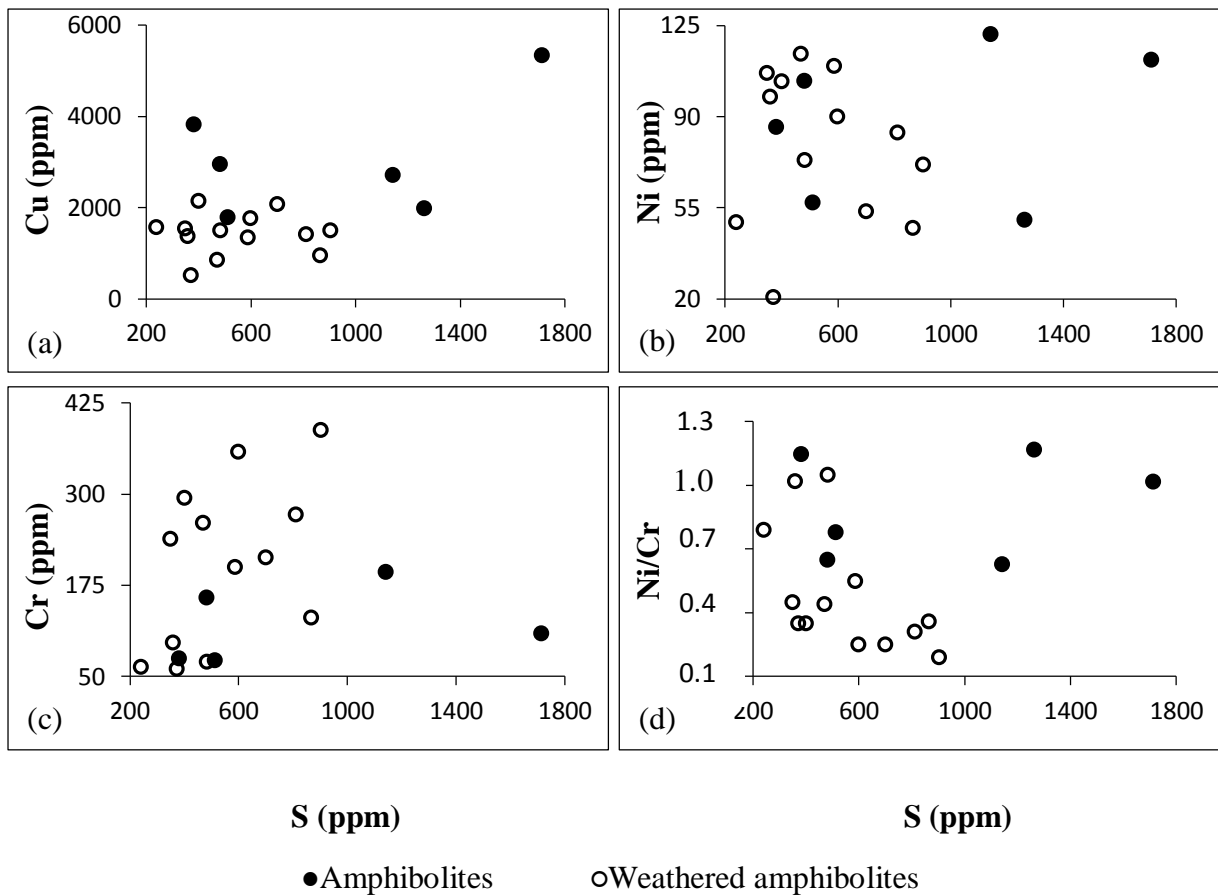 6000
4000
2000
0
Cu (ppm)
200 600 1000 1400 1800
(a)
125
90
55
20
Ni (ppm)
200 600 1000 1400 1800
(b)
425
300
175
50
Cr (ppm)
200 600 1000 1400 1800
(c)
1.3
1.0
0.7
0.4
0.1
Ni/Cr
200 600 1000 1400 1800
(d)
S (ppm) S (ppm)
Amphibolites Weathered amphibolites